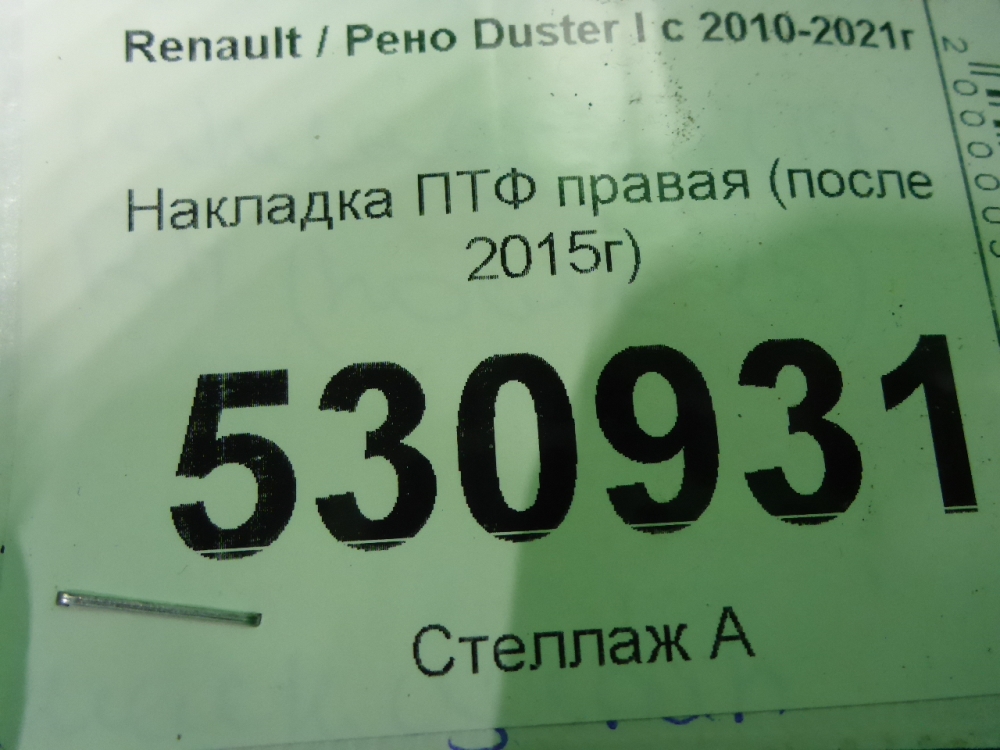 Renault / Рено Duster I с 2010-2021г
Накладка ПТФ правая (после
2015г)
530931
Стеллаж А